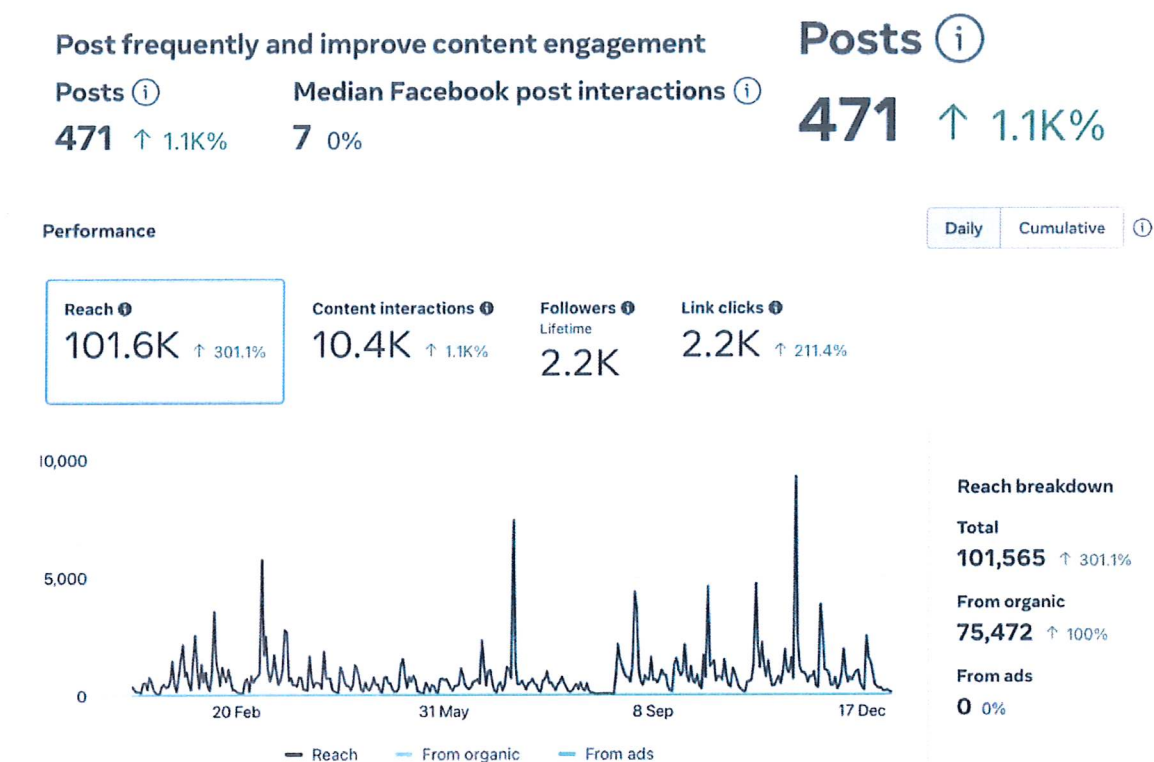 Post frequently and improve content engagement
Posts
471 ↑ 1.1K%
Median Facebook post interactions
7 0%
Posts
471 ↑ 1.1K%
Performance
Daily
Cumulative
Reach
101.6K ↑ 301.1%
Content interactions
10.4K ↑ 1.1K%
Followers
Lifetime
2.2K
Link clicks
2.2K ↑ 211.4%
10,000
5,000
0
20 Feb
31 May
8 Sep
17 Dec
Reach
From organic
From ads
Reach breakdown
Total
101,565 ↑ 301.1%
From organic
75,472 ↑ 100%
From ads
0 0%